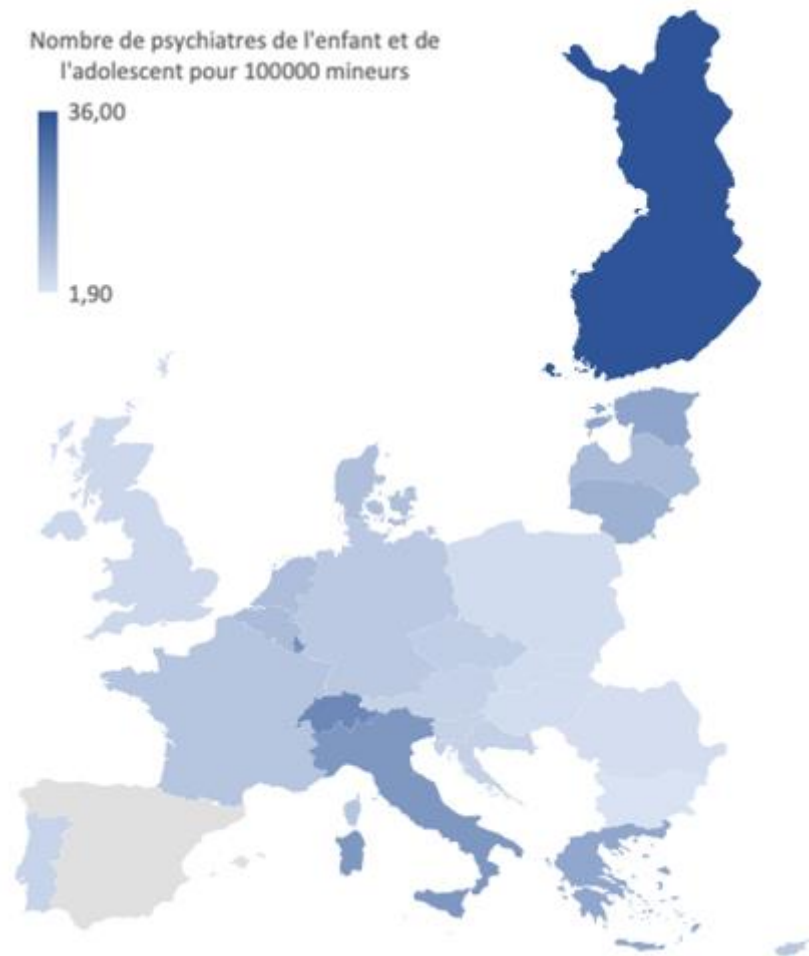 Nombre de psychiatres de l'enfant et de
l'adolescent pour 100000 mineurs
36,00
1,90